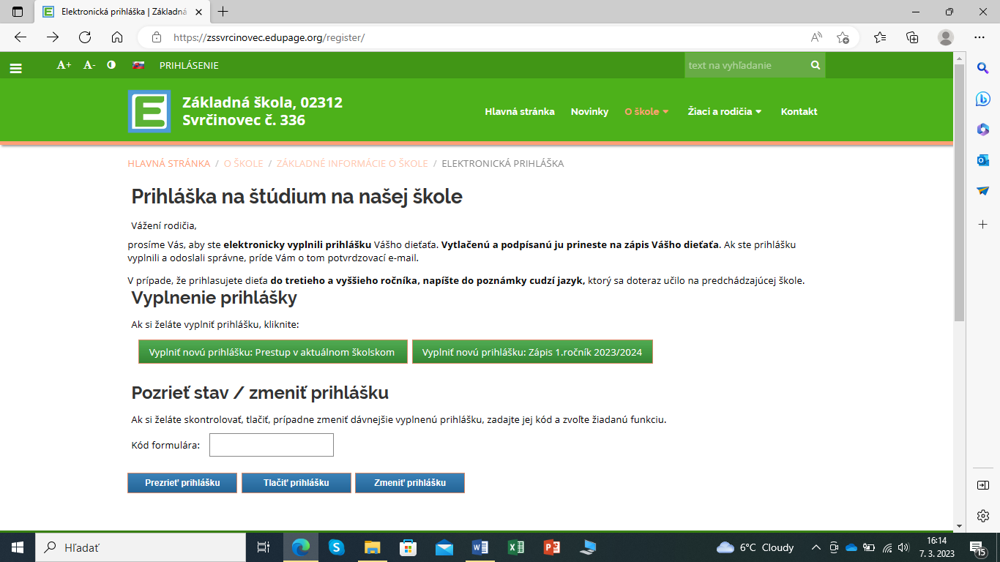 Elektronická prihláška | Základná
https://zssvrcinovec.edupage.org/register/
A+ A- PRIHLÁSENIE text na vyhľadanie
Základná škola, 02312
Svrčinovec č. 336
Hlavná stránka Novinky O škole Žiaci a rodičia Kontakt
HLAVNÁ STRÁNKA / O ŠKOLE / ZÁKLADNÉ INFORMÁCIE O ŠKOLE / ELEKTRONICKÁ PRIHLÁŠKA
Prihláška na štúdium na našej škole
Vážení rodičia,
prosíme Vás, aby ste elektronicky vyplnili prihlášku Vášho dieťaťa. Vytlačenú a podpísanú ju prineste na zápis Vášho dieťaťa. Ak ste prihlášku
vyplnili a odoslali správne, príde Vám o tom potvrdzovací e-mail.
V prípade, že prihlasujete dieťa do tretieho a vyššieho ročníka, napíšte do poznámky cudzí jazyk, ktorý sa doteraz učilo na predchádzajúcej škole.
Vyplnenie prihlášky
Ak si želáte vyplniť prihlášku, kliknite:
Vyplniť novú prihlášku: Prestup v aktuálnom školskom Vyplniť novú prihlášku: Zápis 1.ročník 2023/2024
Pozrieť stav / zmeniť prihlášku
Ak si želáte skontrolovať, tlačiť, prípadne zmeniť dávnejšie vyplnenú prihlášku, zadajte jej kód a zvoľte žiadanú funkciu.
Kód formulára:
Prezrieť prihlášku Tlačiť prihlášku Zmeniť prihlášku
Hľadať 6°C Cloudy 16:14
7. 3. 2023 15